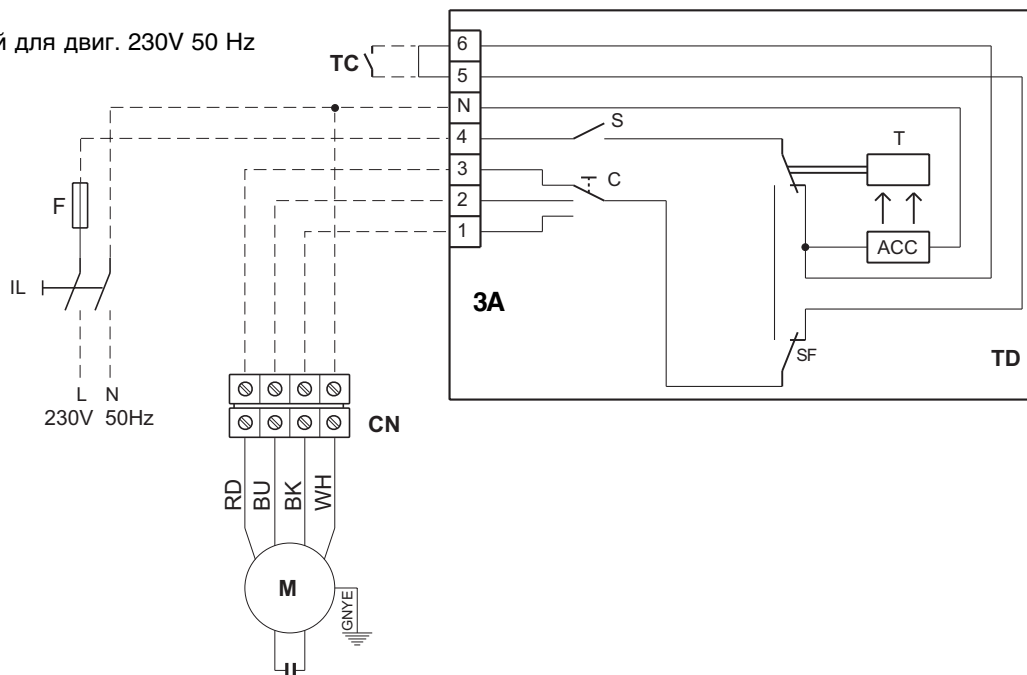 й для двиг. 230V 50 Hz
TC
6
5
N
4
3
2
1
S
C
T
ACC
SF
3A
TD
F
IL
L N
230V 50Hz
CN
RD BU BK WH
M
GNYE